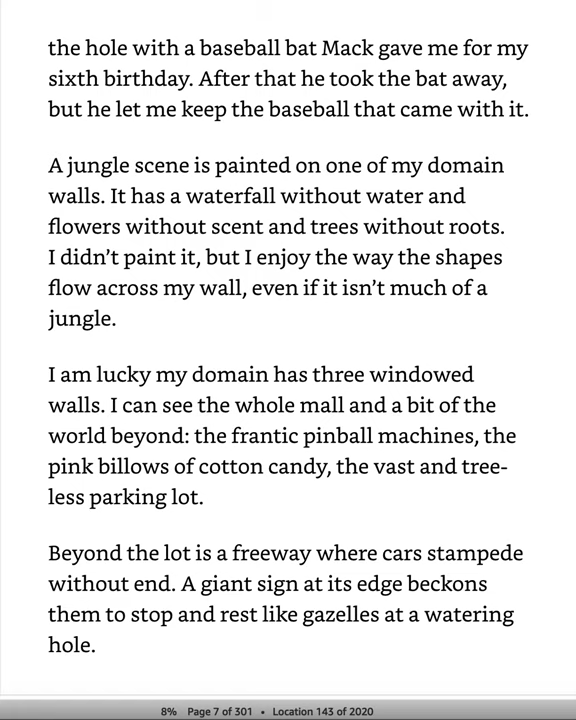 the hole with a baseball bat Mack gave me for my
sixth birthday. After that he took the bat away,
but he let me keep the baseball that came with it.
A jungle scene is painted on one of my domain
walls. It has a waterfall without water and
flowers without scent and trees without roots.
I didn’t paint it, but I enjoy the way the shapes
flow across my wall, even if it isn’t much of a
jungle.
I am lucky my domain has three windowed
walls. I can see the whole mall and a bit of the
world beyond: the frantic pinball machines, the
pink billows of cotton candy, the vast and tree-
less parking lot.
Beyond the lot is a freeway where cars stampede
without end. A giant sign at its edge beckons
them to stop and rest like gazelles at a watering
hole.
8% Page 7 of 301 • Location 143 of 2020